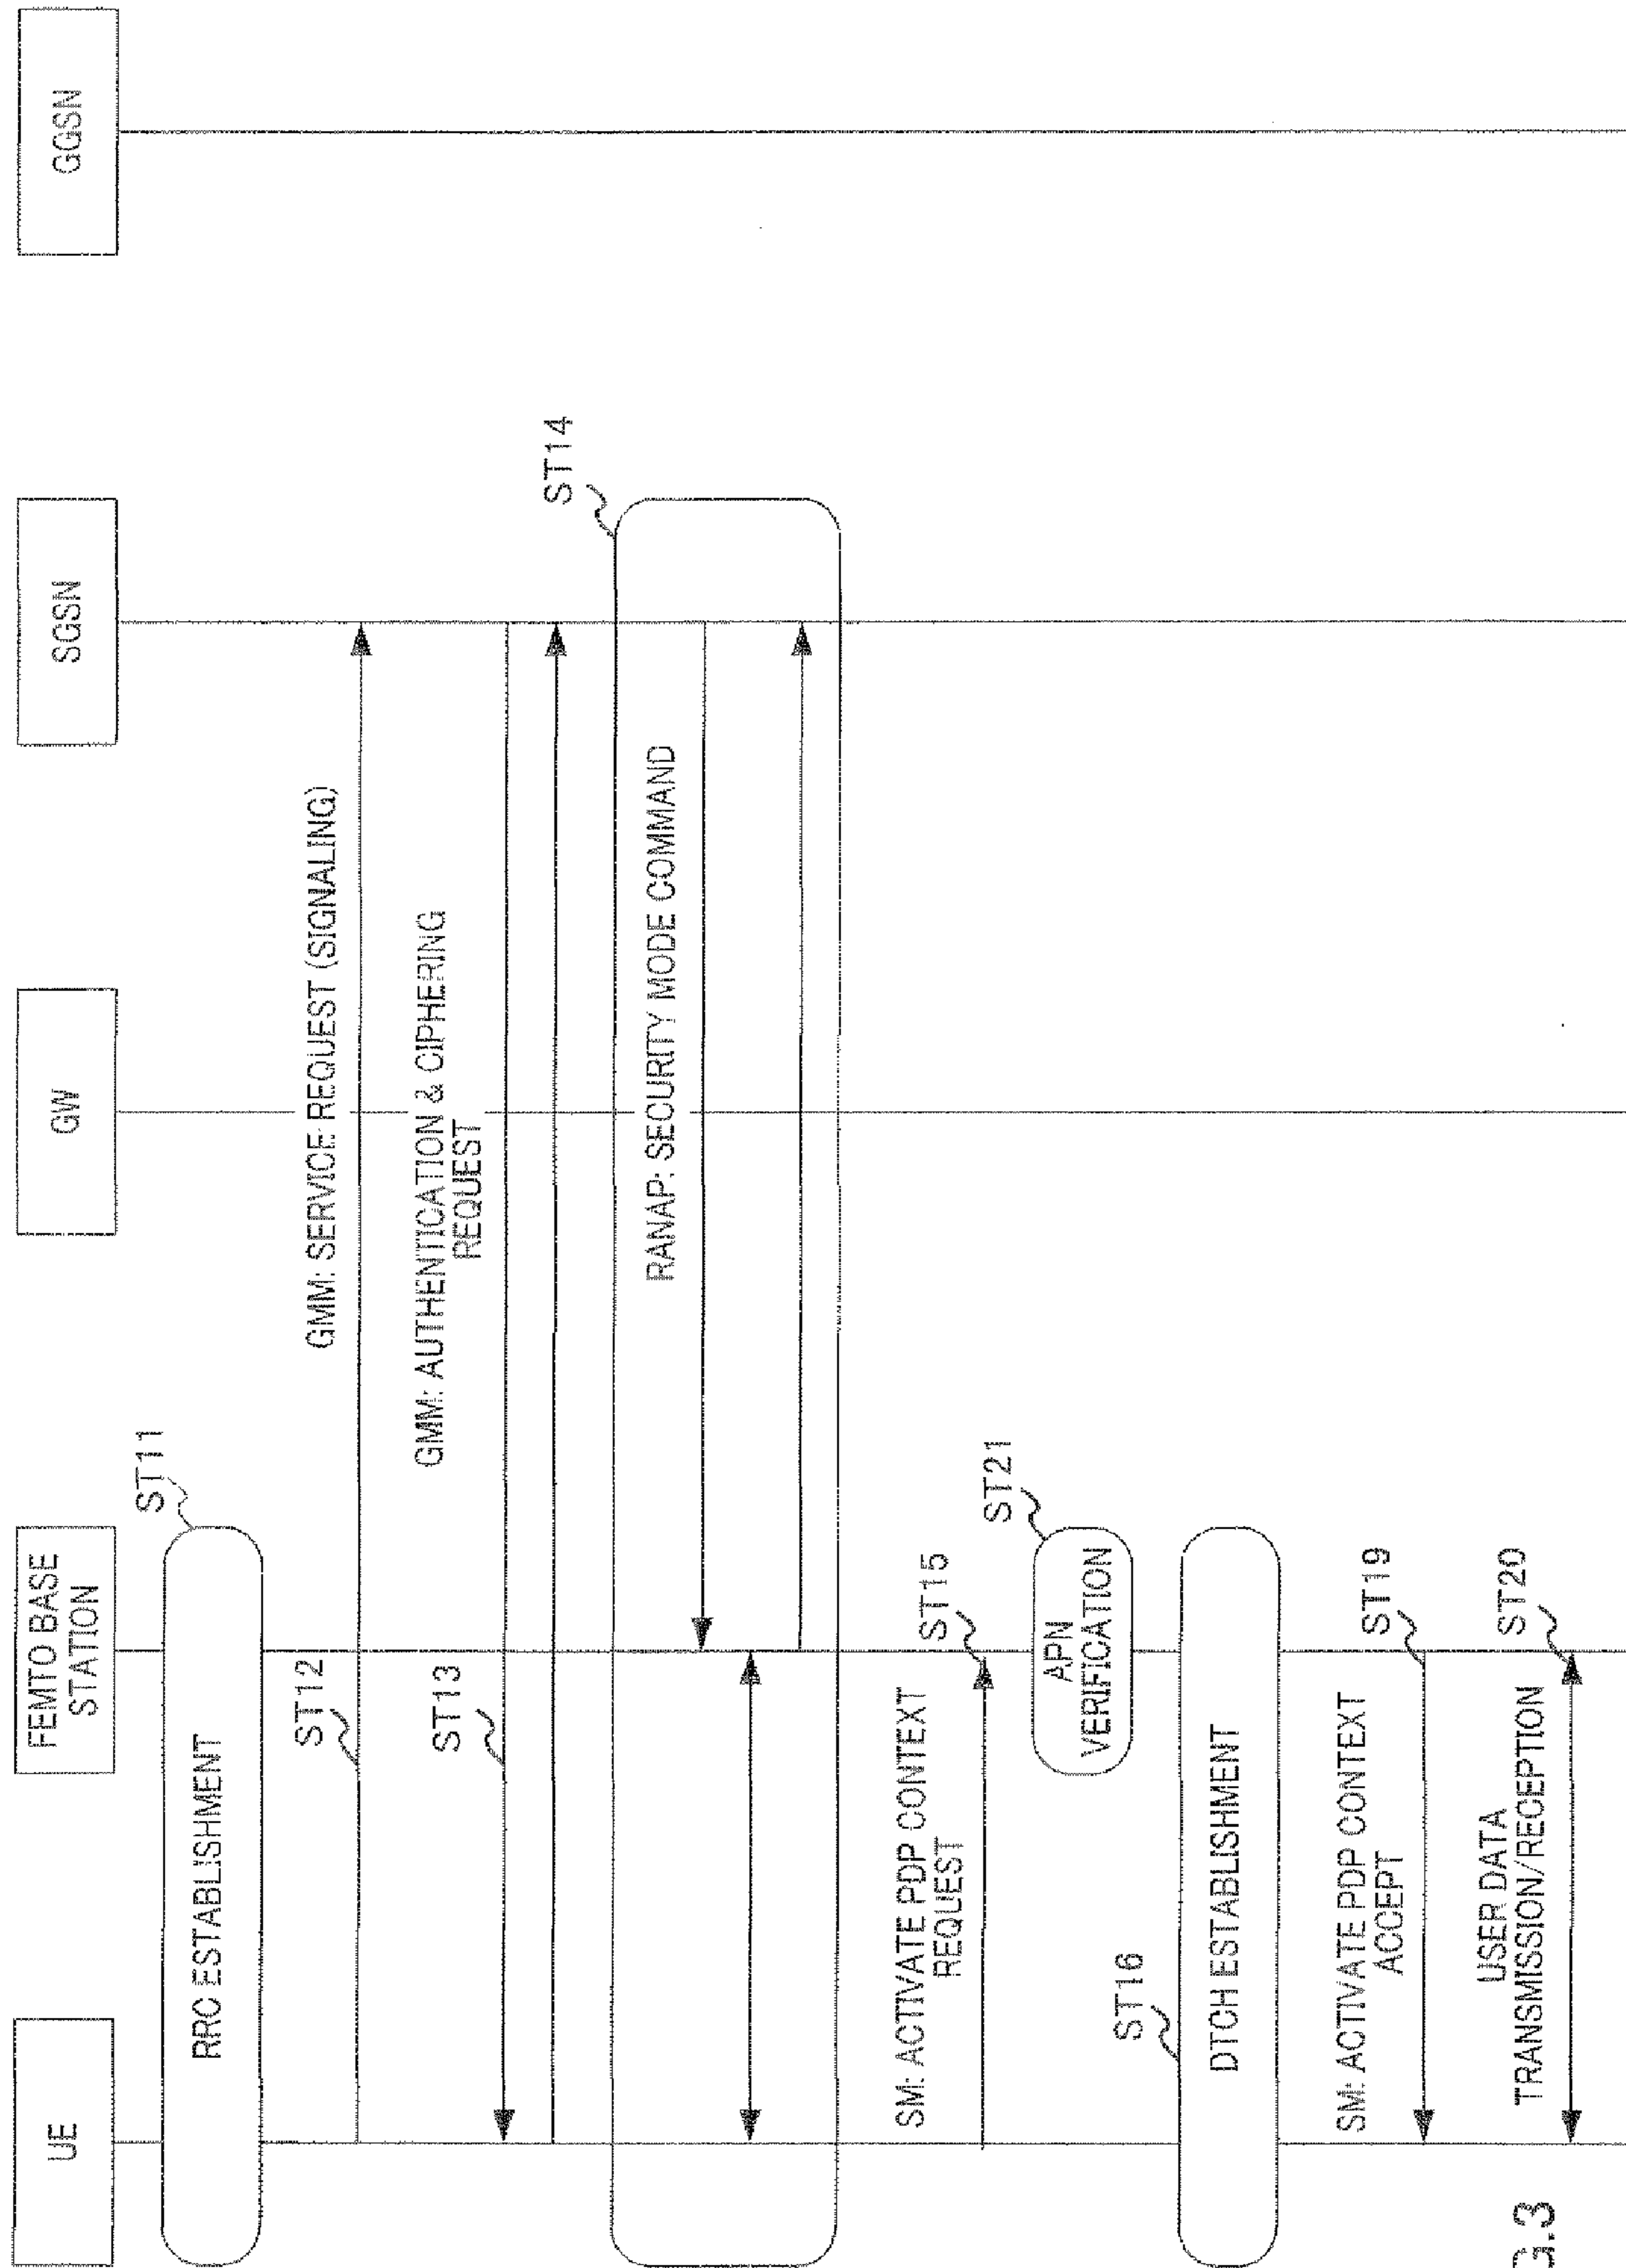 UE
FEMTO BASE
STATION
GW
SGSN
GGSN
ST11
RRC ESTABLISHMENT
ST12
GMM: SERVICE REQUEST (SIGNALING)
ST13
GMM: AUTHENTICATION & CIPHERING
REQUEST
ST14
RANAP: SECURITY MODE COMMAND
SM: ACTIVATE PDP CONTEXT
REQUEST
ST15
ST21
APN
VERIFICATION
ST16
DTCH ESTABLISHMENT
SM: ACTIVATE PDP CONTEXT
ACCEPT
ST19
USER DATA
TRANSMISSION/RECEPTION
ST20
G.3